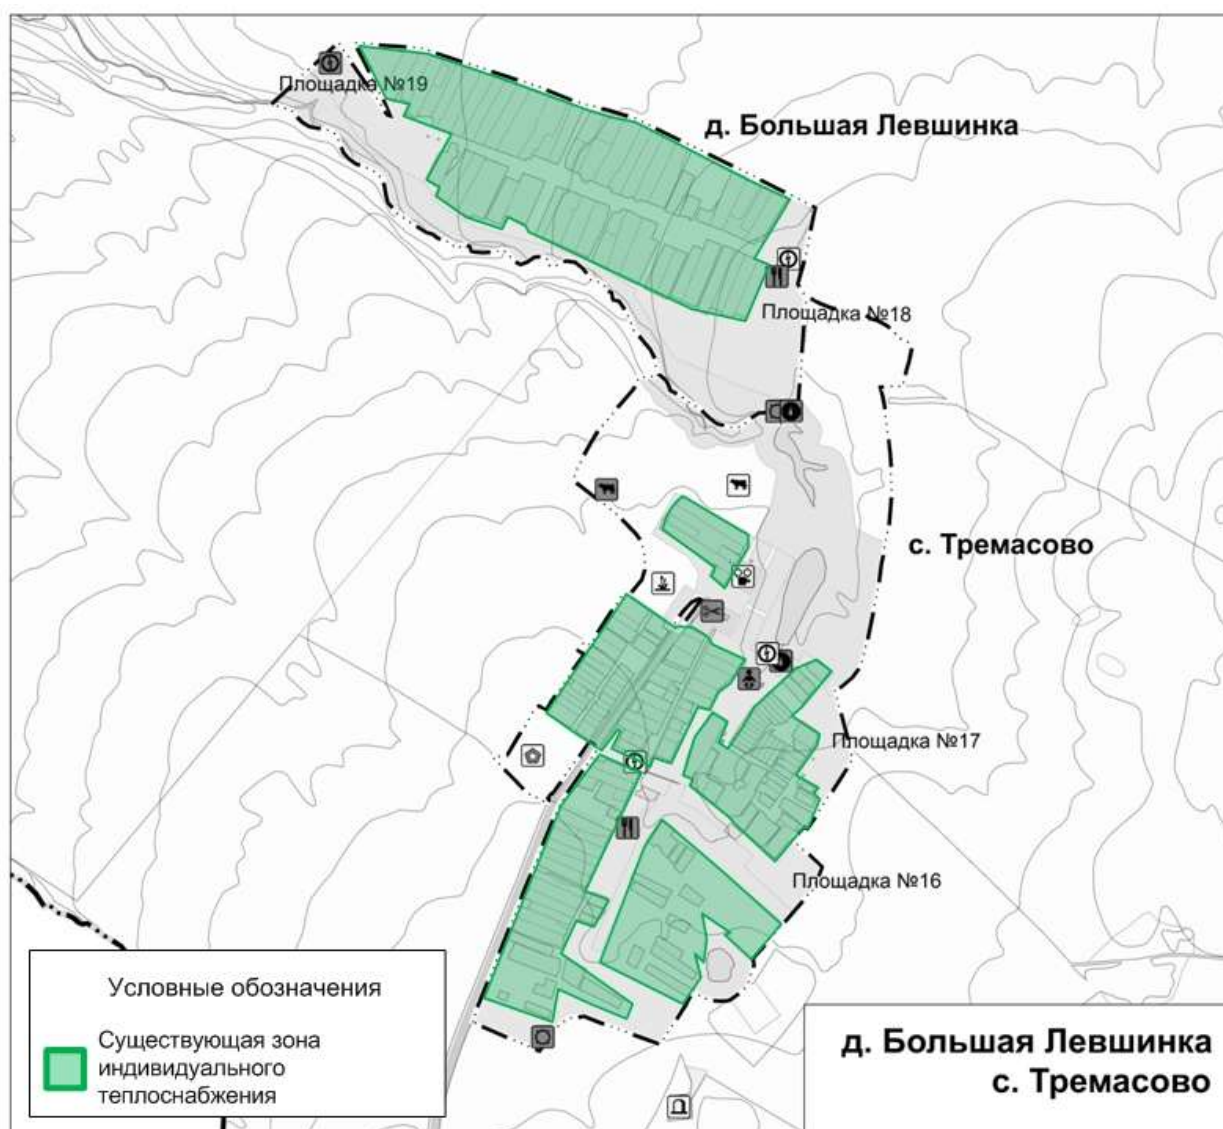 Площадка №19
д. Большая Левшинка
Площадка №18
с. Тремасово
Площадка №17
Площадка №16
Условные обозначения
Существующая зона
индивидуального
теплоснабжения
д. Большая Левшинка
с. Тремасово